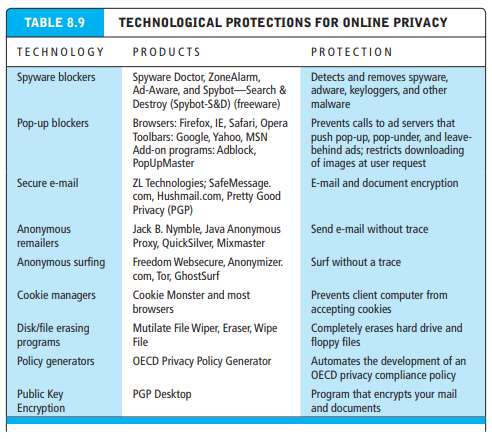 TABLE 8.9 TECHNOLOGICAL PROTECTIONS FOR ONLINE PRIVACY
TECHNOLOGY PRODUCTS PROTECTION
Spyware blockers Spyware Doctor, ZoneAlarm, Detects and removes spyware,
Ad-Aware, and Spybot—Search & adware, keyloggers, and other
Destroy (Spybot-S&D) (freeware) malware
Pop-up blockers Browsers: Firefox, IE, Safari, Opera Prevents calls to ad servers that
Toolbars: Google, Yahoo, MSN push pop-up, pop-under, and leave-
Add-on programs: Adblock, behind ads; restricts downloading
PopUpMaster of images at user request
Secure e-mail ZL Technologies; SafeMessage. E-mail and document encryption
com, Hushmail.com, Pretty Good
Privacy (PGP)
Anonymous Jack B. Nymble, Java Anonymous Send e-mail without trace
remailers Proxy, QuickSilver, Mixmaster
Anonymous surfing Freedom Websecure, Anonymizer. Surf without a trace
com, Tor, GhostSurf
Cookie managers Cookie Monster and most Prevents client computer from
browsers accepting cookies
Disk/file erasing Mutilate File Wiper, Eraser, Wipe Completely erases hard drive and
programs File floppy files
Policy generators OECD Privacy Policy Generator Automates the development of an
OECD privacy compliance policy
Public Key PGP Desktop Program that encrypts your mail
Encryption and documents